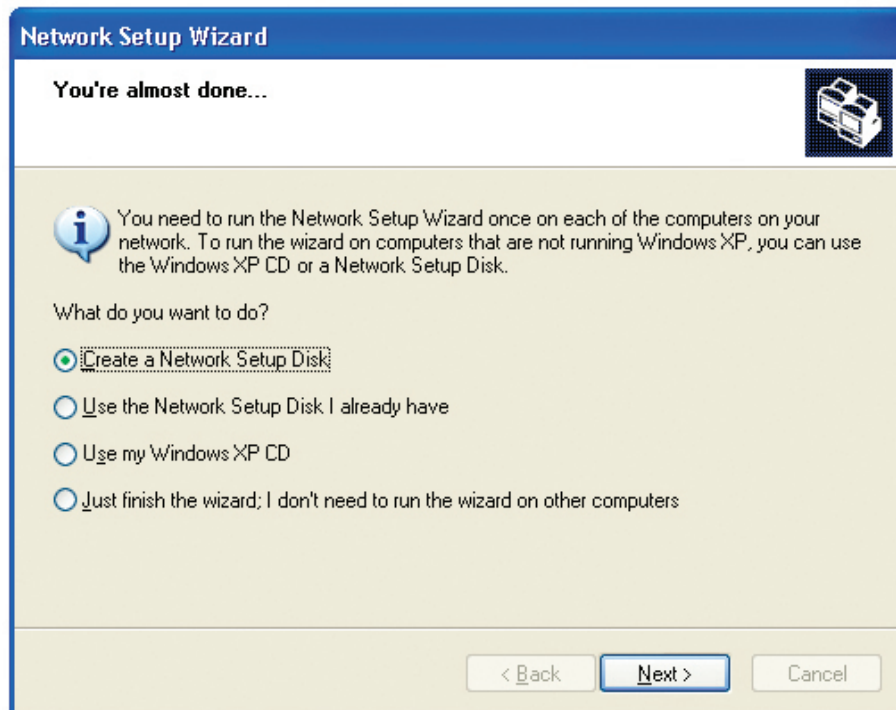 Network Setup Wizard
You're almost done...
You need to run the Network Setup Wizard once on each of the computers on your
network. To run the wizard on computers that are not running Windows XP, you can use
the Windows XP CD or a Network Setup Disk.
What do you want to do?
Create a Network Setup Disk
Use the Network Setup Disk I already have
Use my Windows XP CD
Just finish the wizard; I don't need to run the wizard on other computers
< Back
Next >
Cancel